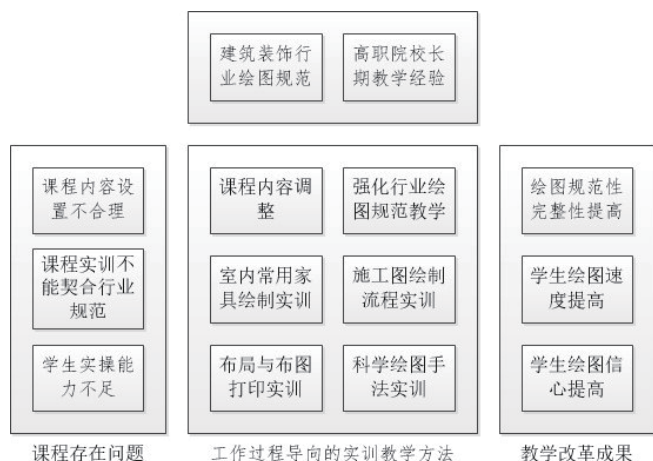 建筑装饰行
业绘图规范
高职院校长
期教学经验
课程内容设
置不合理
课程实训不
能契合行业
规范
学生实操能
力不足
课程存在问题
课程内容调
整
强化行业绘
图规范教学
室内常用家
具绘制实训
施工图绘制
流程实训
布局与布图
打印实训
科学绘图手
法实训
工作过程导向的实训教学方法
绘图规范性
完整性提高
学生绘图速
度提高
学生绘图信
心提高
教学改革成果